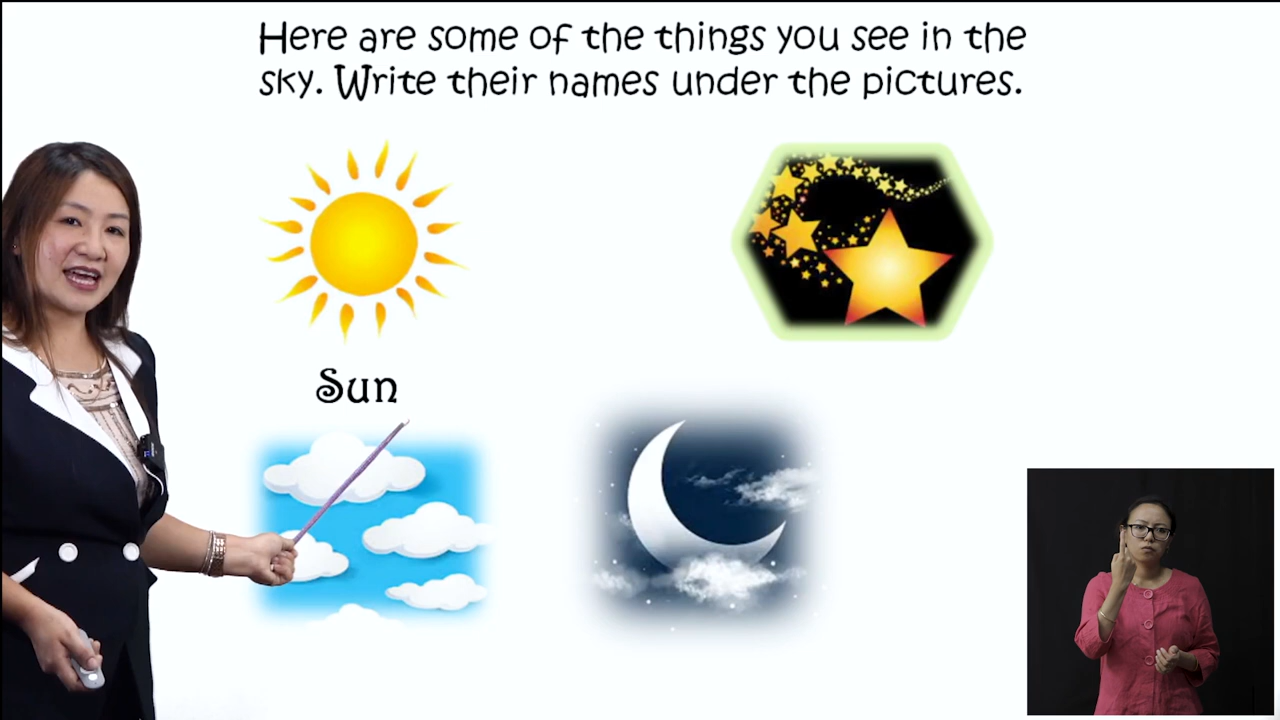 Here are some of the things you see in the
sky. Write their names under the pictures.
Sun